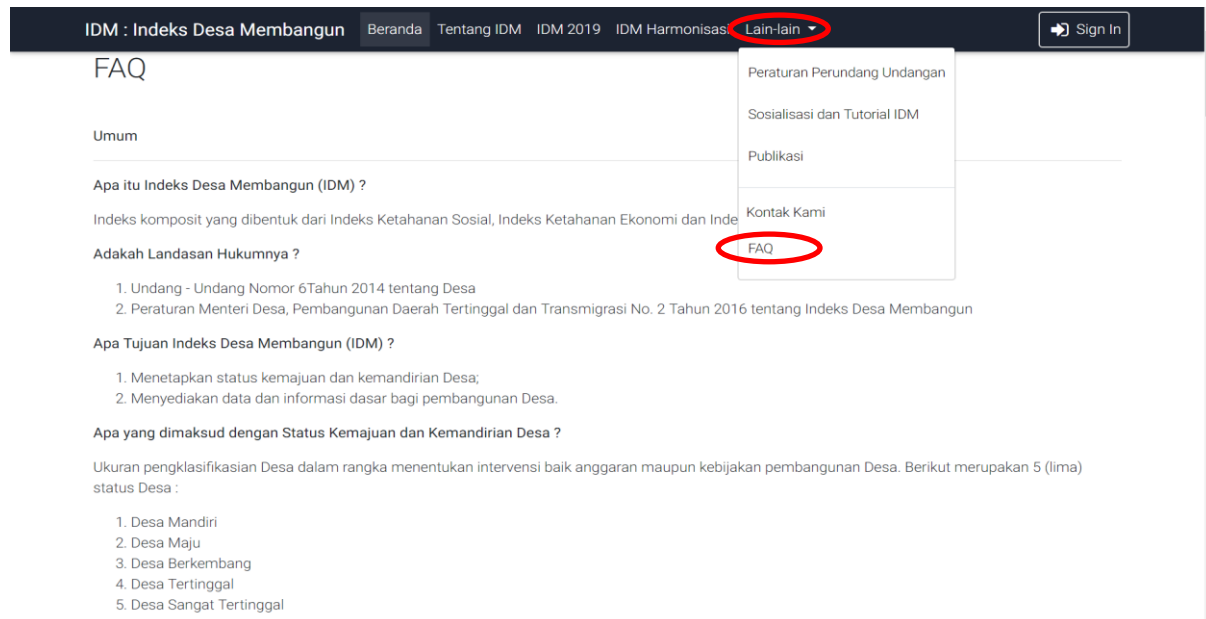 IDM : Indeks Desa Membangun Beranda Tentang IDM IDM 2019 IDM Harmonisasi Lain-lain Sign In
Peraturan Perundang Undangan
Sosialisasi dan Tutorial IDM
Publikasi
Kontak Kami
FAQ
FAQ
Umum
Apa itu Indeks Desa Membangun (IDM) ?
Indeks komposit yang dibentuk dari Indeks Ketahanan Sosial, Indeks Ketahanan Ekonomi dan Inde
Adakah Landasan Hukumnya ?
1. Undang - Undang Nomor 6Tahun 2014 tentang Desa
2. Peraturan Menteri Desa, Pembangunan Daerah Tertinggal dan Transmigrasi No. 2 Tahun 2016 tentang Indeks Desa Membangun
Apa Tujuan Indeks Desa Membangun (IDM) ?
1. Menetapkan status kemajuan dan kemandirian Desa;
2. Menyediakan data dan informasi dasar bagi pembangunan Desa.
Apa yang dimaksud dengan Status Kemajuan dan Kemandirian Desa ?
Ukuran pengklasifikasian Desa dalam rangka menentukan intervensi baik anggaran maupun kebijakan pembangunan Desa. Berikut merupakan 5 (lima)
status Desa :
1. Desa Mandiri
2. Desa Maju
3. Desa Berkembang
4. Desa Tertinggal
5. Desa Sangat Tertinggal